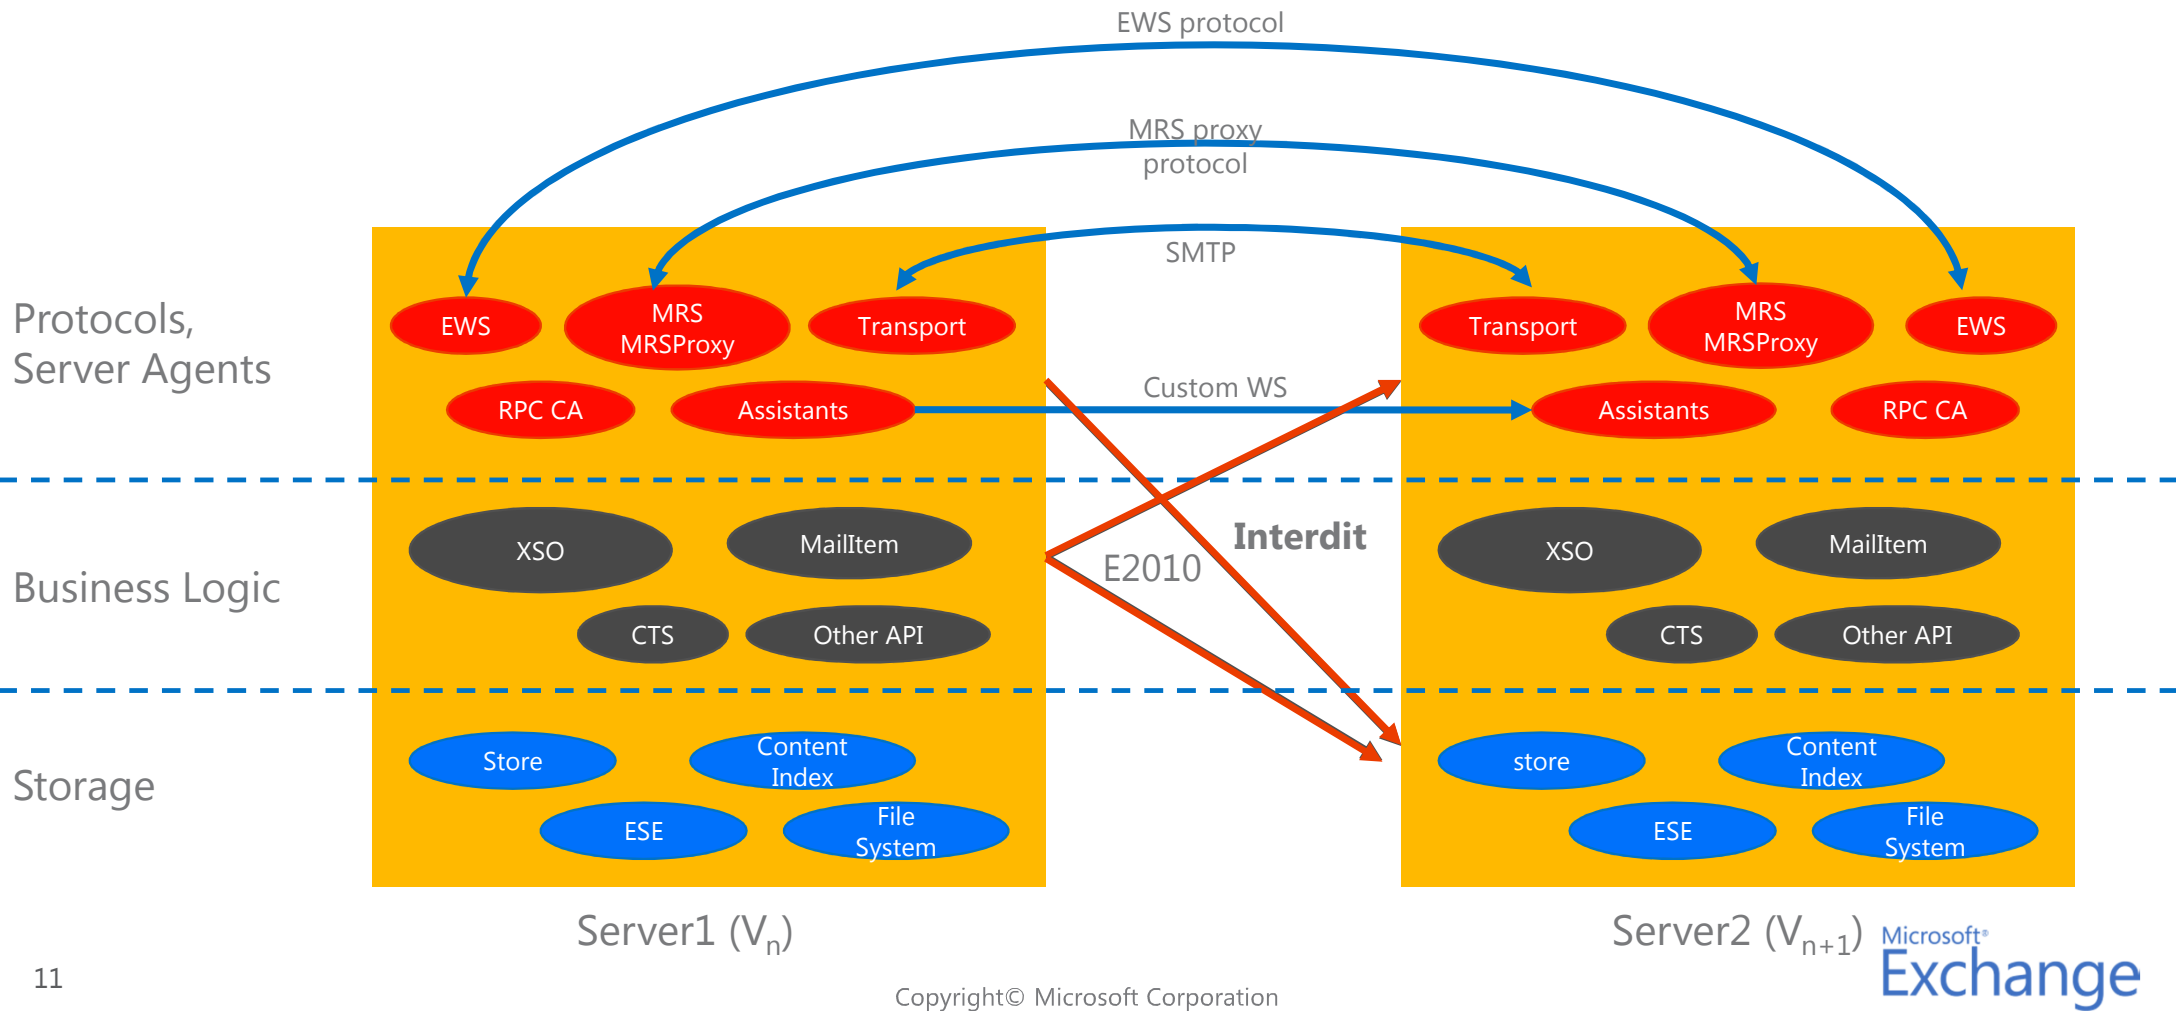 EWS protocol
MRS proxy
protocol
SMTP
Protocols,
Server Agents
EWS
MRS
MRSProxy
Transport
Transport
MRS
MRSProxy
EWS
Custom WS
RPC CA
Assistants
Assistants
RPC CA
Business Logic
XSO
MailItem
Interdit
E2010
XSO
MailItem
CTS
Other API
CTS
Other API
Storage
Store
Content
Index
store
Content
Index
ESE
File
System
ESE
File
System
Server1 (Vn)
Server2 (Vn+1)
Microsoft®
Exchange
11
Copyright© Microsoft Corporation